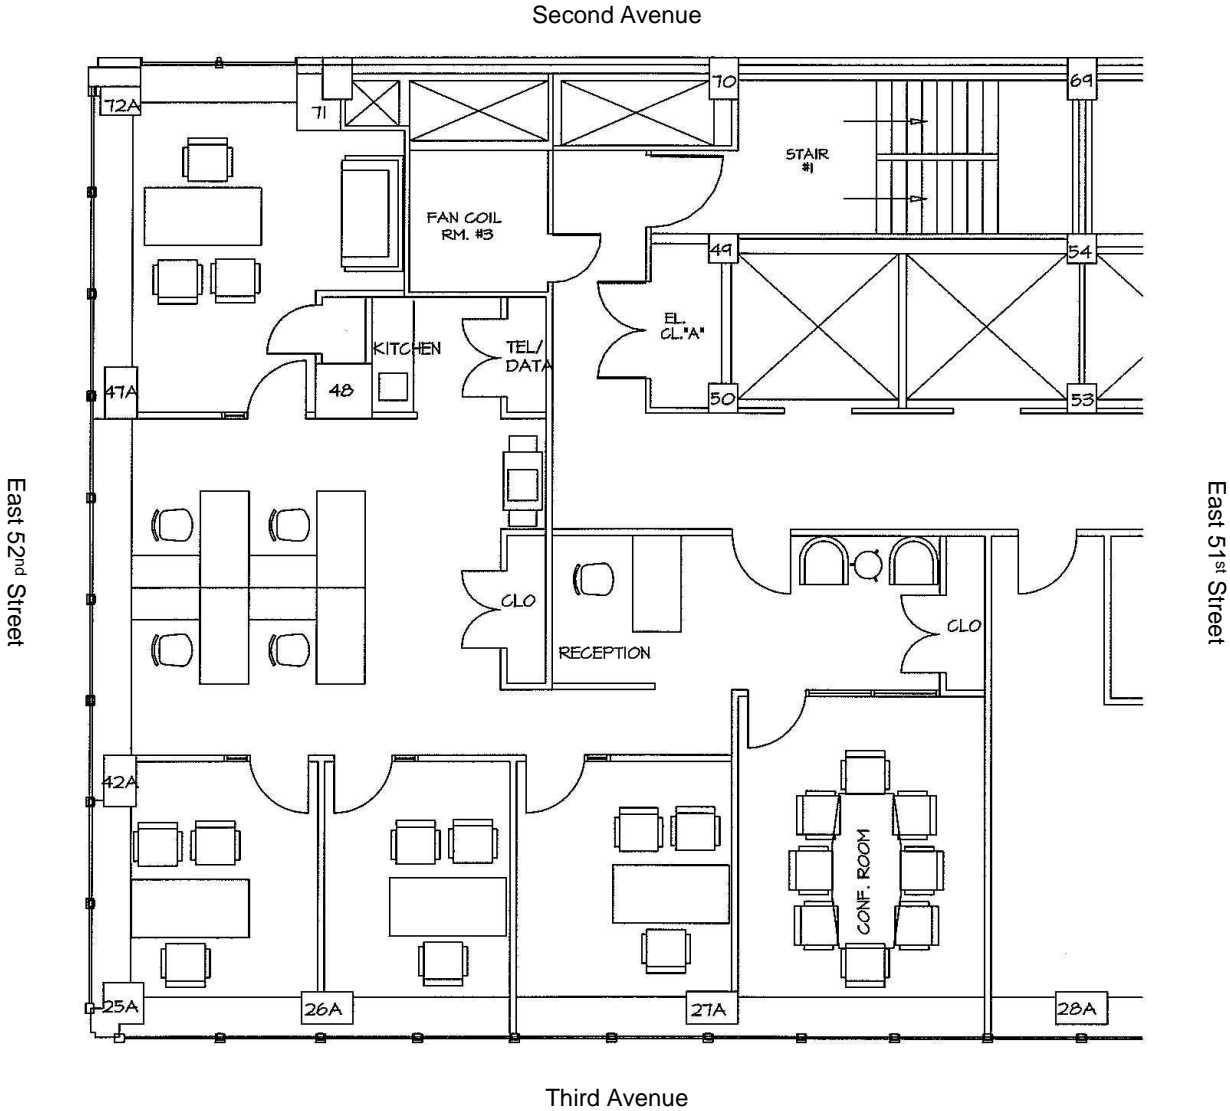 Second Avenue
72A
71
70
69
STAIR
#1
FAN COIL
RM. #3
49
54
EL.
CL."A"
KITCHEN
TEL/
DATA
47A
48
50
53
East 52nd Street
East 51st Street
CLO
RECEPTION
CLO
42A
CONF. ROOM
25A
26A
27A
28A
Third Avenue